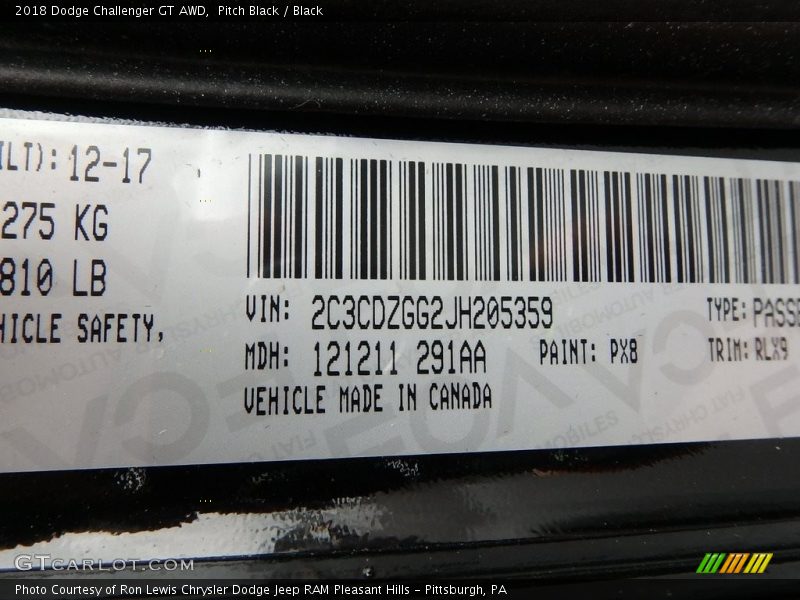 2018 Dodge Challenger GT AWD,  Pitch Black / Black
ILT): 12-17
275 KG
810 LB
HICLE SAFETY,
VIN: 2C3CDZGG2JH205359
TYPE: PASSE
MDH: 121211 291AA
PAINT: PX8
TRIM: RLX9
VEHICLE MADE IN CANADA
GTCARLOT.COM
Photo Courtesy of Ron Lewis Chrysler Dodge Jeep RAM Pleasant Hills - Pittsburgh, PA